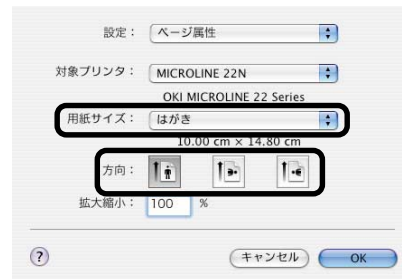 設定： ページ属性
対象プリンタ： MICROLINE 22N
OKI MICROLINE 22 Series
用紙サイズ： はがき
10.00 cm × 14.80 cm
方向：
拡大縮小： 100 %
? キャンセル OK